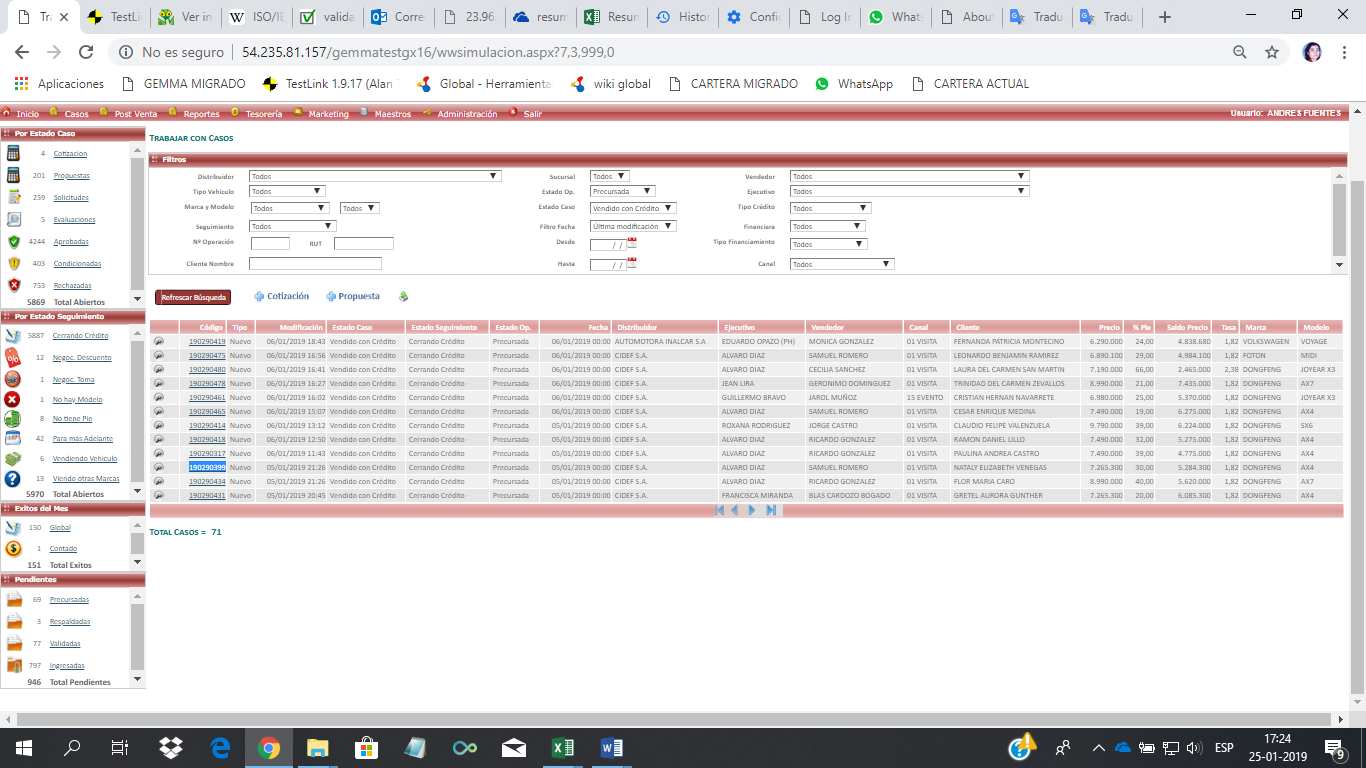 Tra
TestLi
Ver in
ISO/IE
valida
Corre
23.96
resum
Resun
Histor
Config
Log In
Whats
About
Tradu
Tradu
No es seguro 54.235.81.157/gemmatestgx16/wwsimulacion.aspx?7,3,999,0
Aplicaciones GEMMA MIGRADO TestLink 1.9.17 (Alan Global - Herramienta wiki global CARTERA MIGRADO WhatsApp CARTERA ACTUAL
Inicio Casos Post Venta Reportes Tesorería Marketing Maestros Administración Salir Usuario: ANDRES FUENTES
Por Estado Caso
4 Cotizacion
201 Propuestas
259 Solicitudes
5 Evaluaciones
4244 Aprobadas
403 Condicionadas
753 Rechazadas
5869 Total Abiertos
Por Estado Seguimiento
5887 Cerrando Crédito
12 Negoc. Descuento
1 Negoc. Toma
1 No hay Modelo
8 No tiene Pie
42 Para mas Adelante
6 Vendiendo Vehículo
13 Viendo otras Marcas
5970 Total Abiertos
Exitos del Mes
150 Global
1 Contado
151 Total Exitos
Pendientes
69 Precursadas
3 Respaldadas
77 Validadas
797 Ingresadas
946 Total Pendientes
Trabajar con Casos
Filtros
Distribuidor Todos Sucursal Todos Vendedor Todos
Tipo Vehículo Todos Estado Op. Precursada Ejecutivo Todos
Marca y Modelo Todos Todos Estado Caso Vendido con Crédito Tipo Crédito Todos
Seguimiento Todos Filtro Fecha Última modificación Financiera Todos
Nº Operación RUT Desde / / Tipo Financiamiento Todos
Cliente Nombre Hasta / / Canal Todos
Refrescar Búsqueda Cotización Propuesta
Código Tipo Modificación Estado Caso Estado Seguimiento Estado Op. Fecha Distribuidor Ejecutivo Vendedor Canal Cliente Precio % Pie Saldo Precio Tasa Marca Modelo
190290419 Nuevo 06/01/2019 18:43 Vendido con Crédito Cerrando Crédito Precursada 06/01/2019 00:00 AUTOMOTORA INALCAR S.A EDUARDO OPAZO (PH) MONICA GONZALEZ 01 VISITA FERNANDA PATRICIA MONTECINO 6.290.000 24,00 4.838.680 1,82 VOLKSWAGEN VOYAGE
190290475 Nuevo 06/01/2019 16:56 Vendido con Crédito Cerrando Crédito Precursada 06/01/2019 00:00 CIDEF S.A. ALVARO DIAZ SAMUEL ROMERO 01 VISITA LEONARDO BENJAMIN RAMIREZ 6.890.100 29,00 4.984.100 1,82 FOTON MIDI
190290480 Nuevo 06/01/2019 16:41 Vendido con Crédito Cerrando Crédito Precursada 06/01/2019 00:00 CIDEF S.A. ALVARO DIAZ CECILIA SANCHEZ 01 VISITA LAURA DEL CARMEN SAN MARTIN 7.190.000 66,00 2.465.000 2,38 DONGFENG JOYEAR X3
190290478 Nuevo 06/01/2019 16:27 Vendido con Crédito Cerrando Crédito Precursada 06/01/2019 00:00 CIDEF S.A. JEAN LIRA GERONIMO DOMINGUEZ 01 VISITA TRINIDAD DEL CARMEN ZEVALLOS 8.990.000 21,00 7.435.000 1,82 DONGFENG AX7
190290461 Nuevo 06/01/2019 16:02 Vendido con Crédito Cerrando Crédito Precursada 06/01/2019 00:00 CIDEF S.A. GUILLERMO BRAVO JAROL MUÑOZ 15 EVENTO CRISTIAN HERNAN NAVARRETE 6.980.000 25,00 5.370.000 1,82 DONGFENG JOYEAR X3
190290465 Nuevo 06/01/2019 15:07 Vendido con Crédito Cerrando Crédito Precursada 06/01/2019 00:00 CIDEF S.A. ALVARO DIAZ SAMUEL ROMERO 01 VISITA CESAR ENRIQUE MEDINA 7.490.000 19,00 6.275.000 1,82 DONGFENG AX4
190290414 Nuevo 06/01/2019 13:12 Vendido con Crédito Cerrando Crédito Precursada 05/01/2019 00:00 CIDEF S.A. ROXANA RODRIGUEZ JORGE CASTRO 01 VISITA CLAUDIO FELIPE VALENZUELA 9.790.000 39,00 6.224.000 1,82 DONGFENG SX6
190290418 Nuevo 06/01/2019 12:50 Vendido con Crédito Cerrando Crédito Precursada 05/01/2019 00:00 CIDEF S.A. ALVARO DIAZ RICARDO GONZALEZ 01 VISITA RAMON DANIEL LILLO 7.490.000 32,00 5.275.000 1,82 DONGFENG AX4
190290317 Nuevo 06/01/2019 11:43 Vendido con Crédito Cerrando Crédito Precursada 05/01/2019 00:00 CIDEF S.A. ALVARO DIAZ RICARDO GONZALEZ 01 VISITA PAULINA ANDREA CASTRO 7.490.000 39,00 4.775.000 1,82 DONGFENG AX4
190290399 Nuevo 05/01/2019 21:26 Vendido con Crédito Cerrando Crédito Precursada 05/01/2019 00:00 CIDEF S.A. ALVARO DIAZ SAMUEL ROMERO 01 VISITA NATALY ELIZABETH VENEGAS 7.265.300 30,00 5.284.300 1,82 DONGFENG AX4
190290434 Nuevo 05/01/2019 21:26 Vendido con Crédito Cerrando Crédito Precursada 05/01/2019 00:00 CIDEF S.A. ALVARO DIAZ RICARDO GONZALEZ 01 VISITA FLOR MARIA CARO 8.990.000 40,00 5.620.000 1,82 DONGFENG AX7
190290431 Nuevo 05/01/2019 20:45 Vendido con Crédito Cerrando Crédito Precursada 05/01/2019 00:00 CIDEF S.A. FRANCISCA MIRANDA BLAS CARDOZO BOGADO 01 VISITA GRETEL AURORA GUNTHER 7.265.300 20,00 6.085.300 1,82 DONGFENG AX4
Total Casos = 71
ESP
17:24
25-01-2019
9